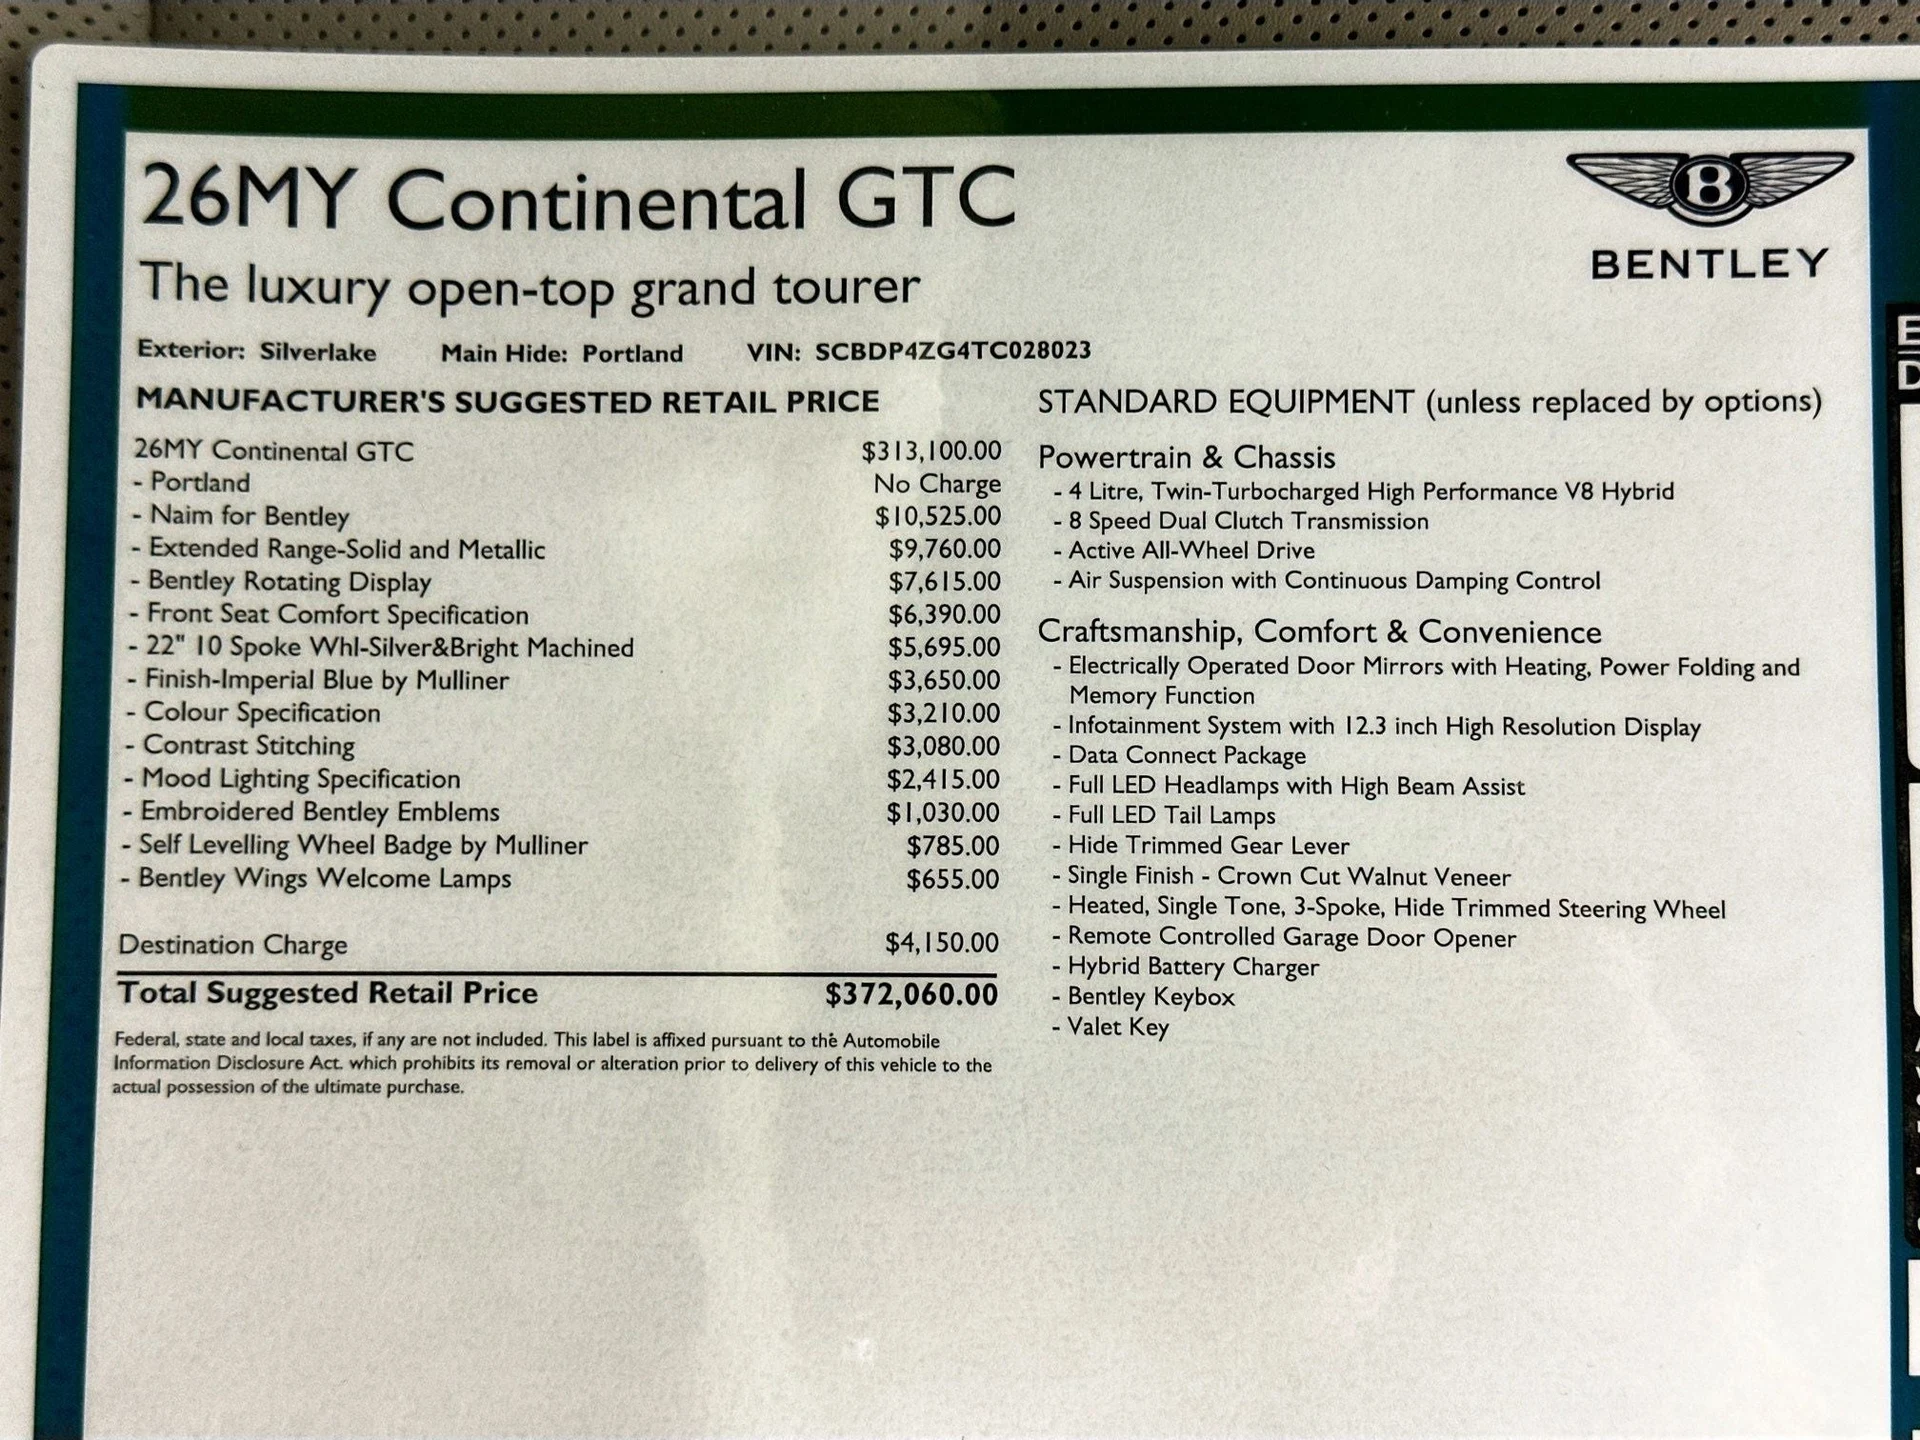 26MY Continental GTC
The luxury open-top grand tourer
BENTLEY
Exterior: Silverlake Main Hide: Portland VIN: SCBDP4ZG4TC028023
MANUFACTURER'S SUGGESTED RETAIL PRICE
26MY Continental GTC $313,100.00
- Portland No Charge
- Naim for Bentley $10,525.00
- Extended Range-Solid and Metallic $9,760.00
- Bentley Rotating Display $7,615.00
- Front Seat Comfort Specification $6,390.00
- 22" 10 Spoke Whl-Silver&Bright Machined $5,695.00
- Finish-Imperial Blue by Mulliner $3,650.00
- Colour Specification $3,210.00
- Contrast Stitching $3,080.00
- Mood Lighting Specification $2,415.00
- Embroidered Bentley Emblems $1,030.00
- Self Levelling Wheel Badge by Mulliner $785.00
- Bentley Wings Welcome Lamps $655.00
Destination Charge $4,150.00
Total Suggested Retail Price $372,060.00
Federal, state and local taxes, if any are not included. This label is affixed pursuant to the Automobile
Information Disclosure Act. which prohibits its removal or alteration prior to delivery of this vehicle to the
actual possession of the ultimate purchase.
STANDARD EQUIPMENT (unless replaced by options)
Powertrain & Chassis
- 4 Litre, Twin-Turbocharged High Performance V8 Hybrid
- 8 Speed Dual Clutch Transmission
- Active All-Wheel Drive
- Air Suspension with Continuous Damping Control
Craftsmanship, Comfort & Convenience
- Electrically Operated Door Mirrors with Heating, Power Folding and
Memory Function
- Infotainment System with 12.3 inch High Resolution Display
- Data Connect Package
- Full LED Headlamps with High Beam Assist
- Full LED Tail Lamps
- Hide Trimmed Gear Lever
- Single Finish - Crown Cut Walnut Veneer
- Heated, Single Tone, 3-Spoke, Hide Trimmed Steering Wheel
- Remote Controlled Garage Door Opener
- Hybrid Battery Charger
- Bentley Keybox
- Valet Key